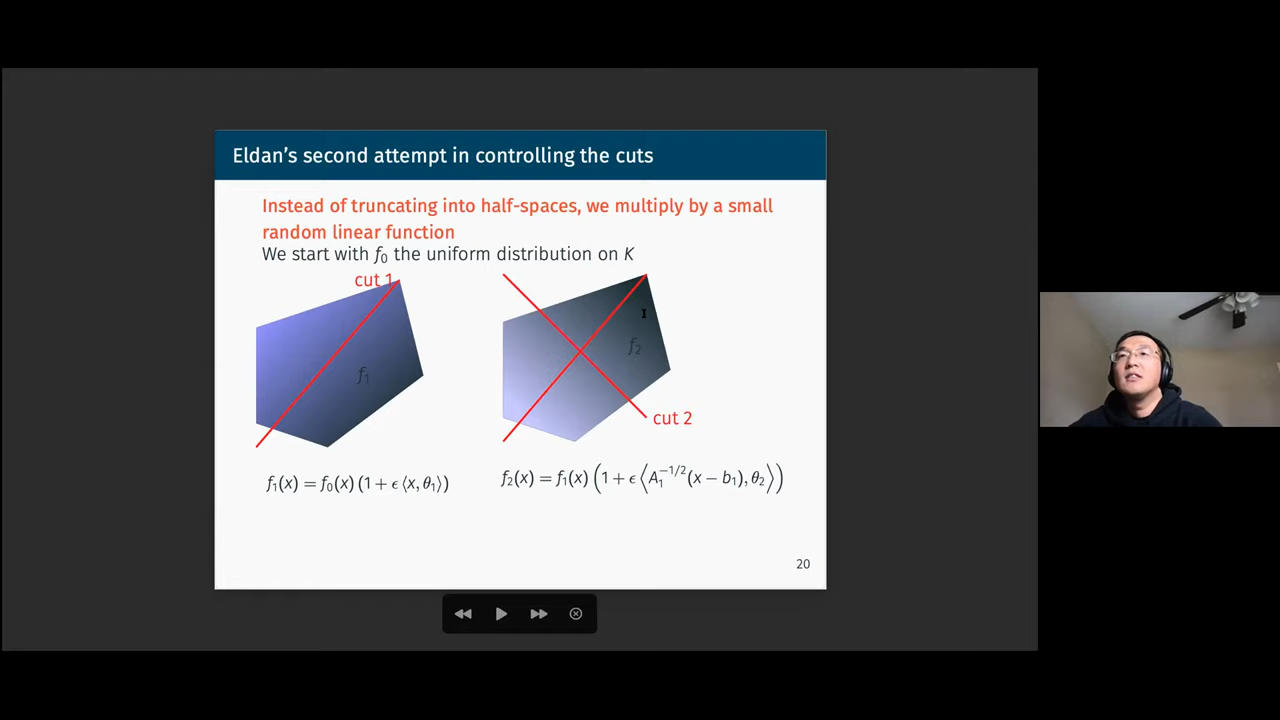 Eldan's second attempt in controlling the cuts
Instead of truncating into half-spaces, we multiply by a small
random linear function
We start with f₀ the uniform distribution on K
cut 1
f₁
f₂
cut 2
f₁(x) = f₀(x) (1 + ϵ ⟨x, θ₁⟩)
f₂(x) = f₁(x) (1 + ϵ ⟨A₁^{-1/2}(x − b₁), θ₂⟩)
20